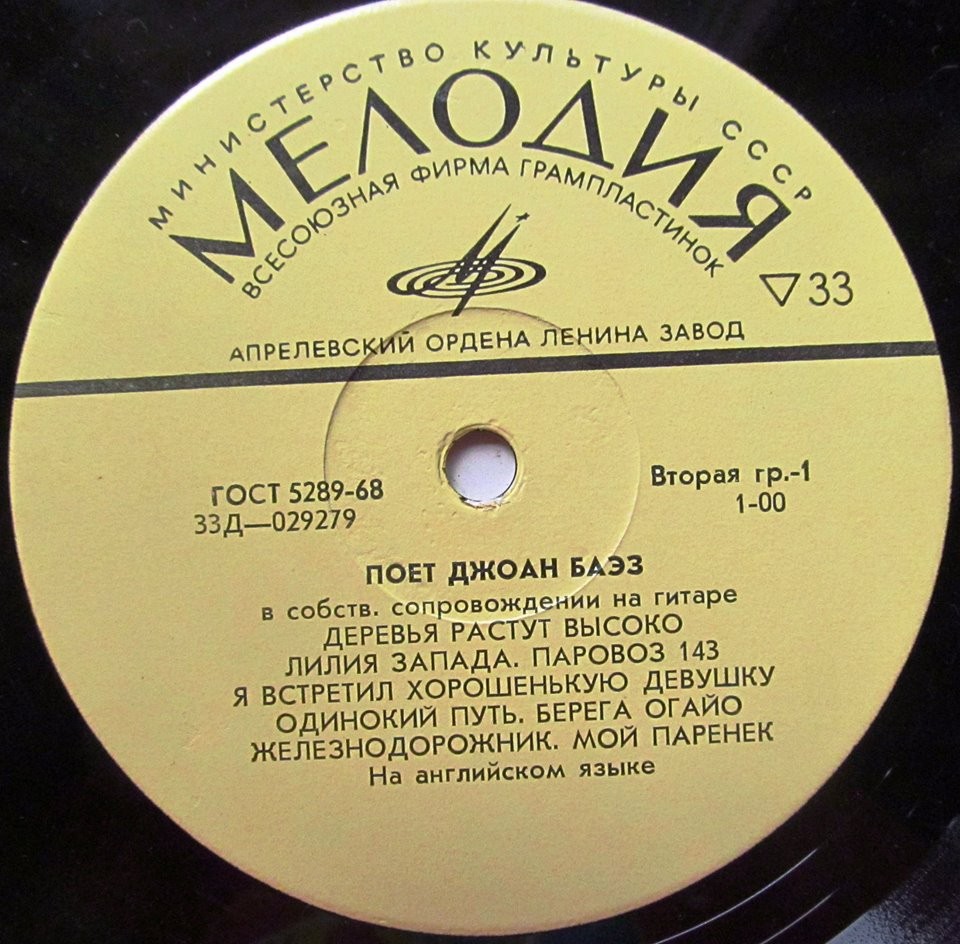 МИНИСТЕРСТВО КУЛЬТУРЫ СССР
МЕЛОДИЯ
ВСЕСОЮЗНАЯ ФИРМА ГРАМПЛАСТИНОК
▽33
АПРЕЛЕВСКИЙ ОРДЕНА ЛЕНИНА ЗАВОД
ГОСТ 5289-68
33Д—029279
Вторая гр.-1
1-00
ПОЕТ ДЖОАН БАЭЗ
в собств. сопровождении на гитаре
ДЕРЕВЬЯ РАСТУТ ВЫСОКО
ЛИЛИЯ ЗАПАДА. ПАРОВОЗ 143
Я ВСТРЕТИЛ ХОРОШЕНЬКУЮ ДЕВУШКУ
ОДИНОКИЙ ПУТЬ. БЕРЕГА ОГАЙО
ЖЕЛЕЗНОДОРОЖНИК. МОЙ ПАРЕНЕК
На английском языке